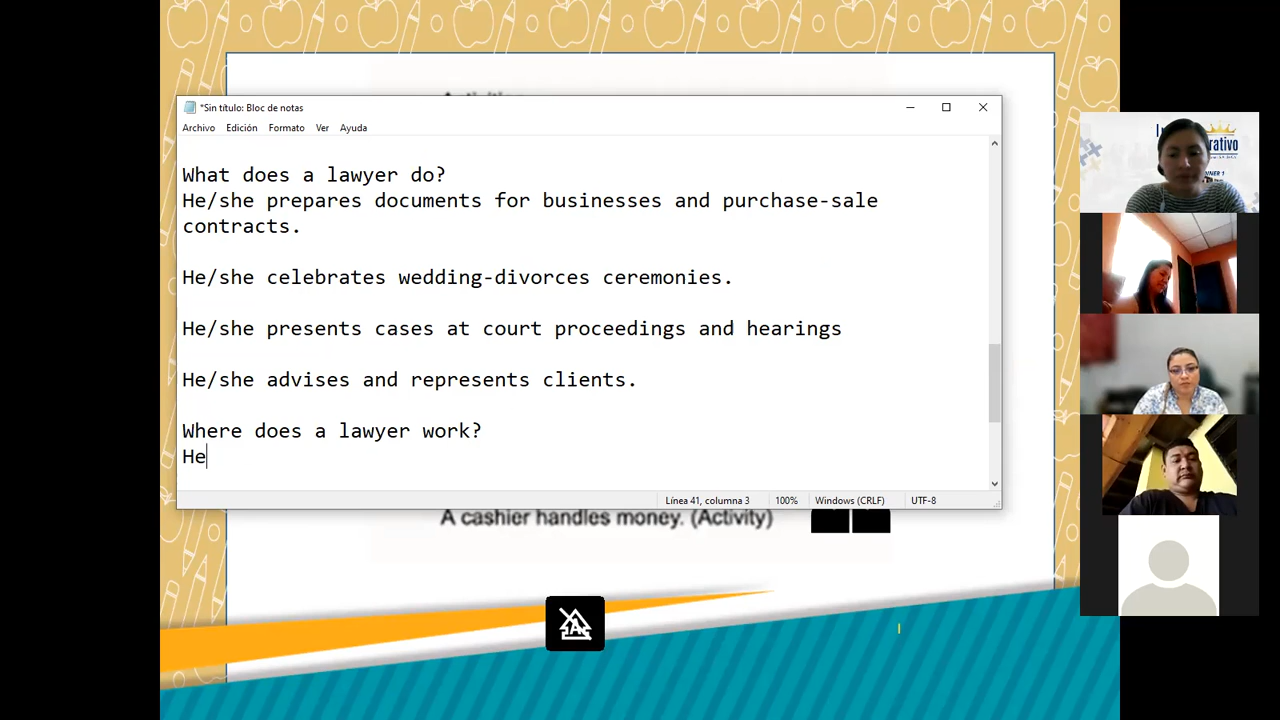 *Sin título: Bloc de notas
Archivo Edición Formato Ver Ayuda
What does a lawyer do?
He/she prepares documents for businesses and purchase-sale
contracts.
He/she celebrates wedding-divorces ceremonies.
He/she presents cases at court proceedings and hearings
He/she advises and represents clients.
Where does a lawyer work?
He
Línea 41, columna 3 100% Windows (CRLF) UTF-8
A cashier handles money. (Activity)